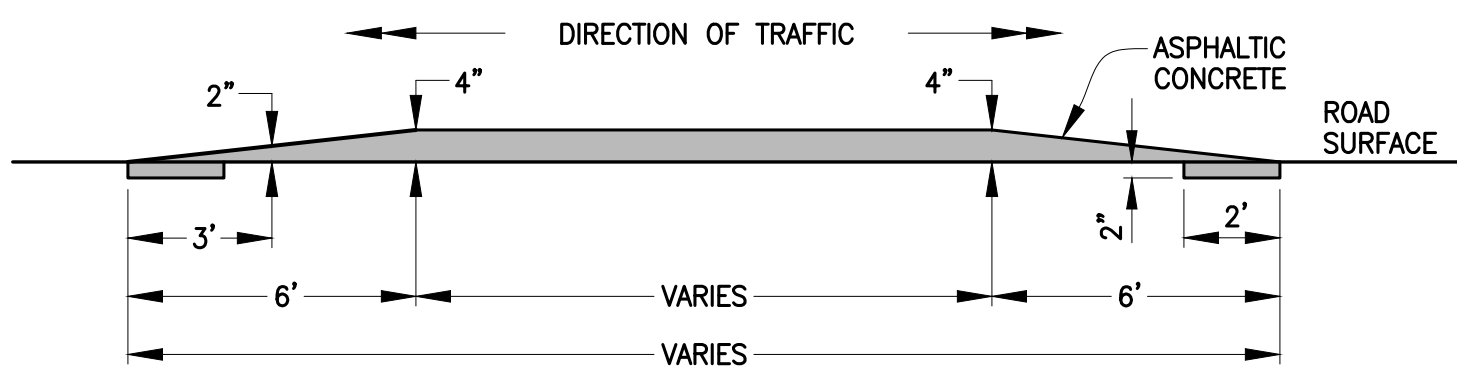 DIRECTION OF TRAFFIC
ASPHALTIC
CONCRETE
2"
4"
4"
ROAD
SURFACE
3'
2"
2'
6'
VARIES
6'
VARIES